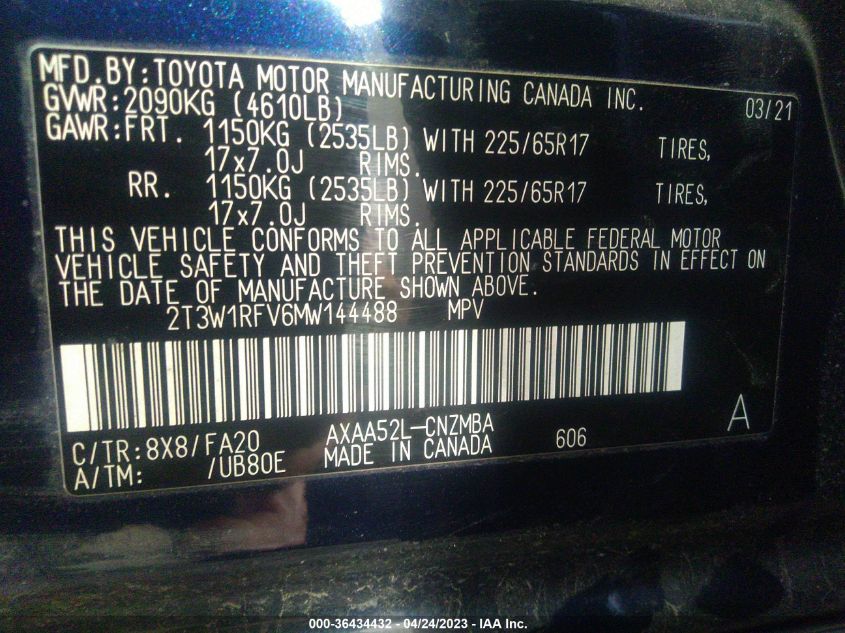 MFD.BY:TOYOTA MOTOR MANUFACTURING CANADA INC. 03/21
GVWR:2090KG (4610LB)
GAWR:FRT. 1150KG (2535LB) WITH 225/65R17 TIRES,
17x7.0J RIMS.
RR. 1150KG (2535LB) WITH 225/65R17 TIRES,
17x7.0J RIMS.
THIS VEHICLE CONFORMS TO ALL APPLICABLE FEDERAL MOTOR
VEHICLE SAFETY AND THEFT PREVENTION STANDARDS IN EFFECT ON
THE DATE OF MANUFACTURE SHOWN ABOVE.
2T3W1RFV6MW144488 MPV
A
C/TR:8X8/FA20 AXAA52L-CNZMBA 606
A/TM: /UB80E MADE IN CANADA
000-36434432 - 04/24/2023 - IAA Inc.